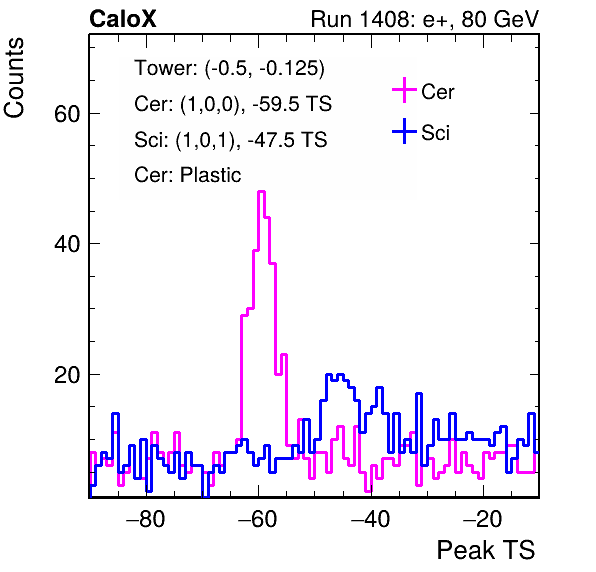 CaloX Run 1408: e+, 80 GeV
Counts
Tower: (-0.5, -0.125)
Cer: (1,0,0), -59.5 TS
Sci: (1,0,1), -47.5 TS
Cer: Plastic
Cer
Sci
60
40
20
−80 −60 −40 −20
Peak TS